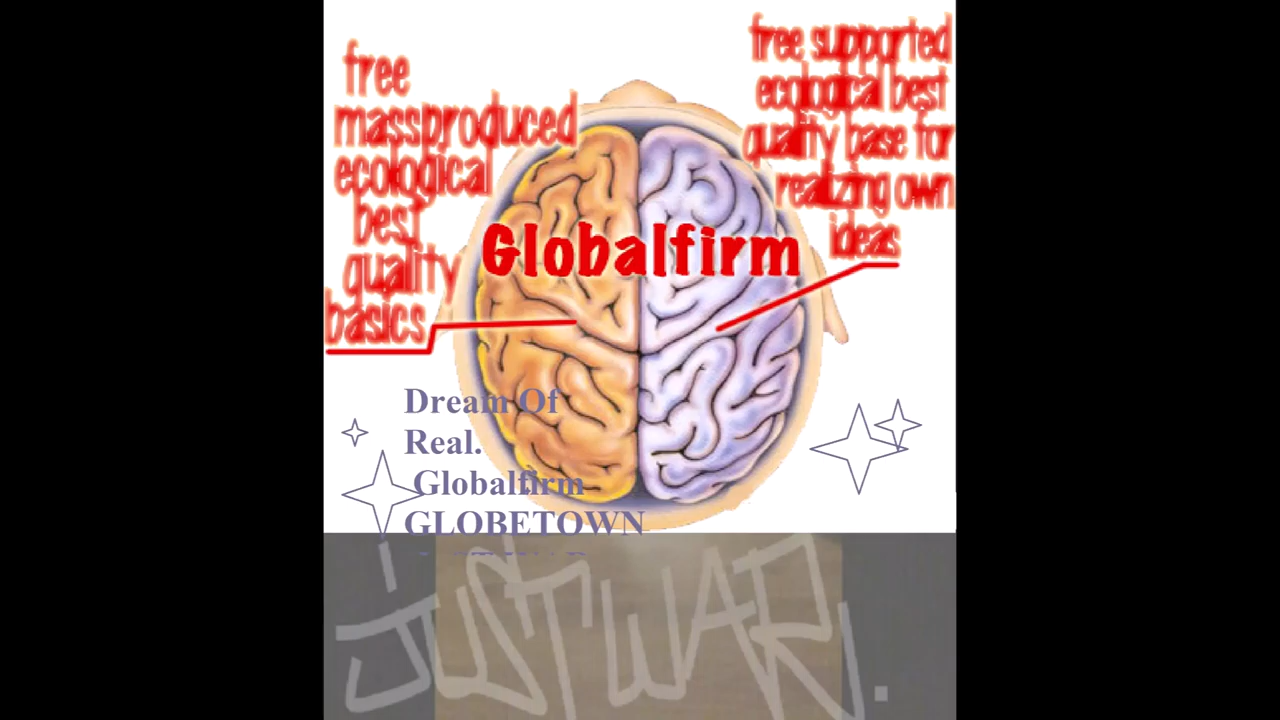 free
massproduced
ecological
best
quality
basics
free supported
ecological best
quality base for
realizing own
ideas
Globalfirm
Dream Of
Real.
Globalfirm
GLOBETOWN
JUST WAR.